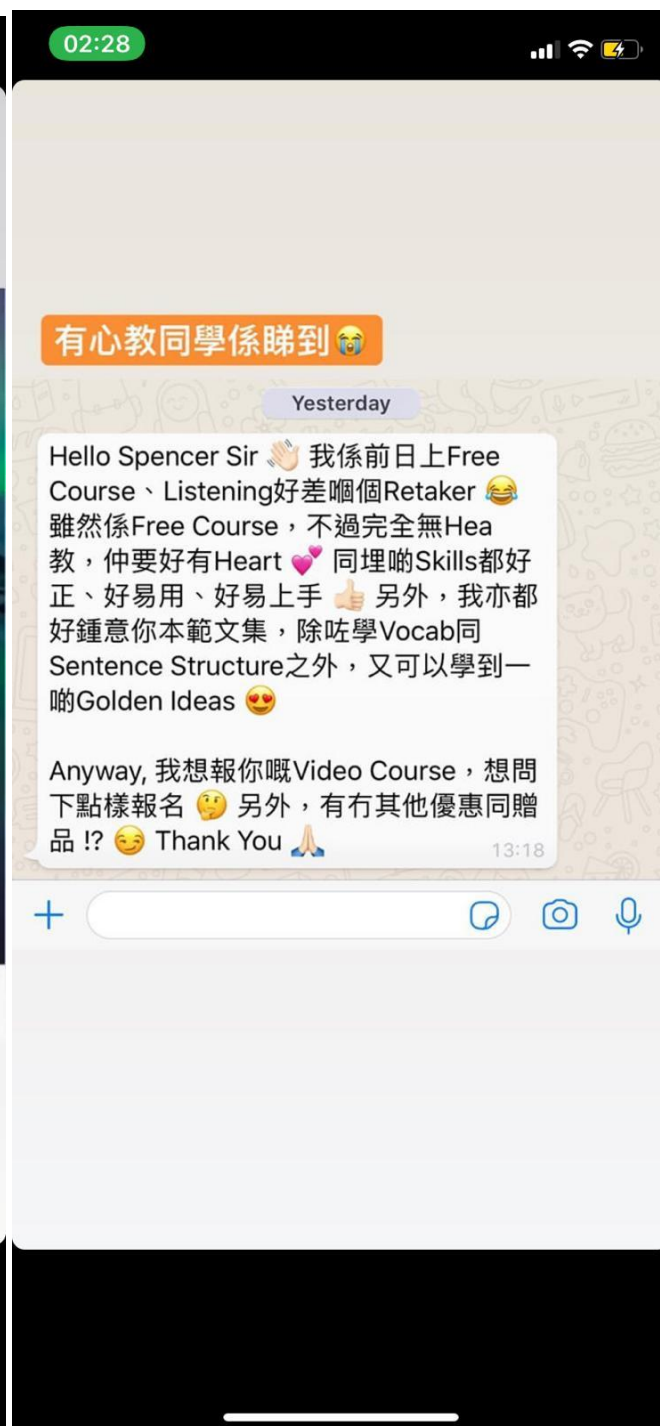 02:28
有心教同學係睇到😭
Yesterday
Hello Spencer Sir 👋🏻 我係前日上Free
Course、Listening好差嗰個Retaker 😂
雖然係Free Course，不過完全無Hea
教，仲要好有Heart 💕 同埋啲Skills都好
正、好易用、好易上手 👍🏻 另外，我亦都
好鍾意你本範文集，除咗學Vocab同
Sentence Structure之外，又可以學到一
啲Golden Ideas 😍
Anyway, 我想報你嘅Video Course，想問
下點樣報名 🤔 另外，有冇其他優惠同贈
品 !? 😏 Thank You 🙏🏻
13:18